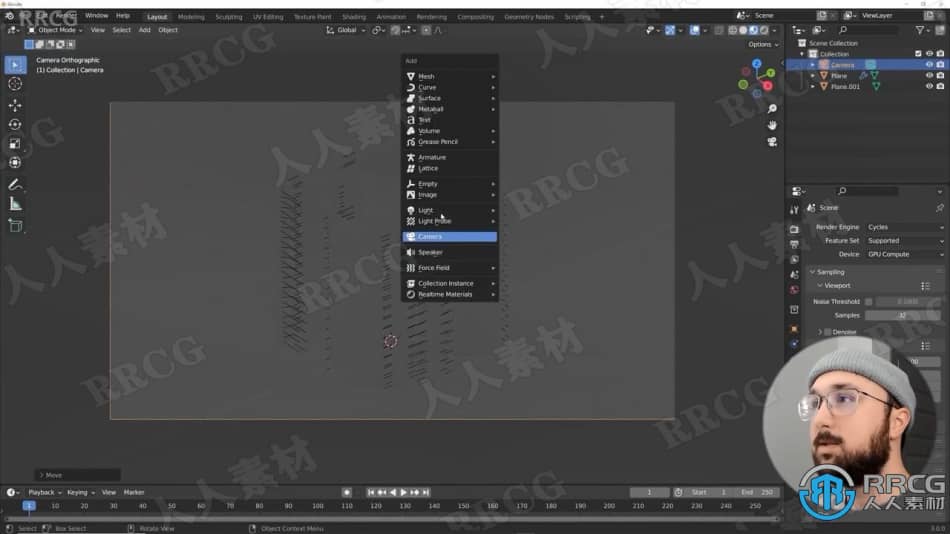 Blender
Render Window Help Layout Modeling Sculpting UV Editing Texture Paint Shading Animation Rendering Compositing Geometry Nodes Scripting + Scene ViewLayer
Object Mode View Select Add Object Global
Options
Camera Orthographic
(1) Collection | Camera
Add
Mesh
Curve
Surface
Metaball
Text
Volume
Grease Pencil
Armature
Lattice
Empty
Image
Light
Light Probe
Camera
Speaker
Force Field
Collection Instance
Realtime Materials
Scene Collection
Collection
Camera
Plane
Plane.001
Scene
Render Engine Cycles
Feature Set Supported
Device GPU Compute
Sampling
Viewport
Noise Threshold
Samples 32
Denoise
Move
Playback Keying View Marker 1 Start 1 End 250
1 10 20 30 40 50 60 70 80 90 100 110 120 130 140 150 160 170 180 190 200 210 220 230 240 250
Select Box Select Rotate View Object Context Menu 3.0.0
RRCG
人人素材